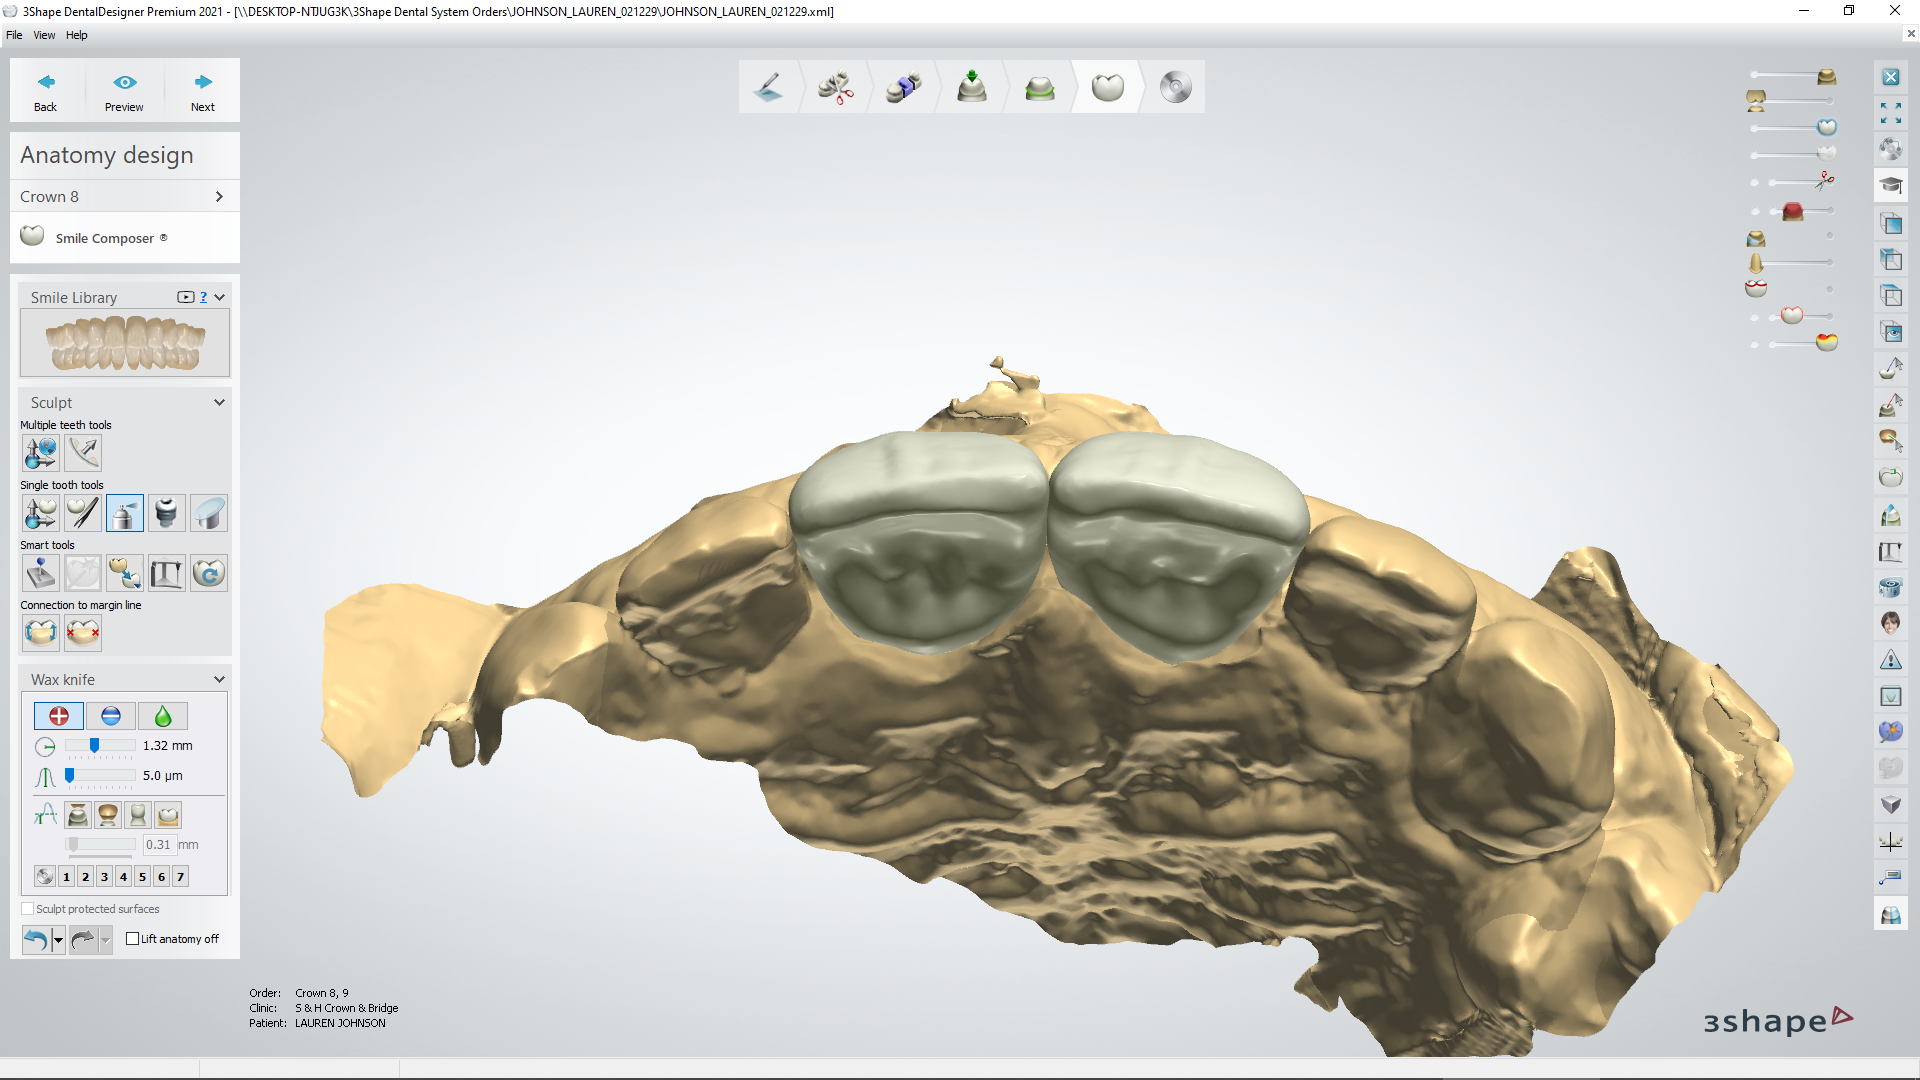 3Shape DentalDesigner Premium 2021 - [\\DESKTOP-NTJUG3K\3Shape Dental System Orders\JOHNSON_LAUREN_021229\JOHNSON_LAUREN_021229.xml]
File View Help
Back Preview Next
Anatomy design
Crown 8
Smile Composer ®
Smile Library ?
Sculpt
Multiple teeth tools
Single tooth tools
Smart tools
Connection to margin line
Wax knife
1.32 mm
5.0 µm
0.31 mm
1 2 3 4 5 6 7
Sculpt protected surfaces
Lift anatomy off
Order: Crown 8, 9
Clinic: S & H Crown & Bridge
Patient: LAUREN JOHNSON
3shape